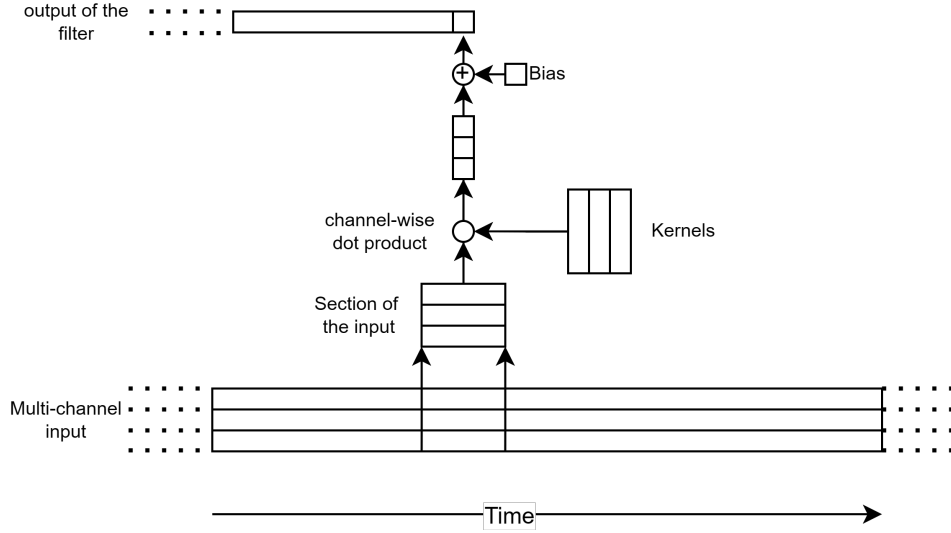 output of the
filter
+
Bias
channel-wise
dot product
Kernels
Section of
the input
Multi-channel
input
Time